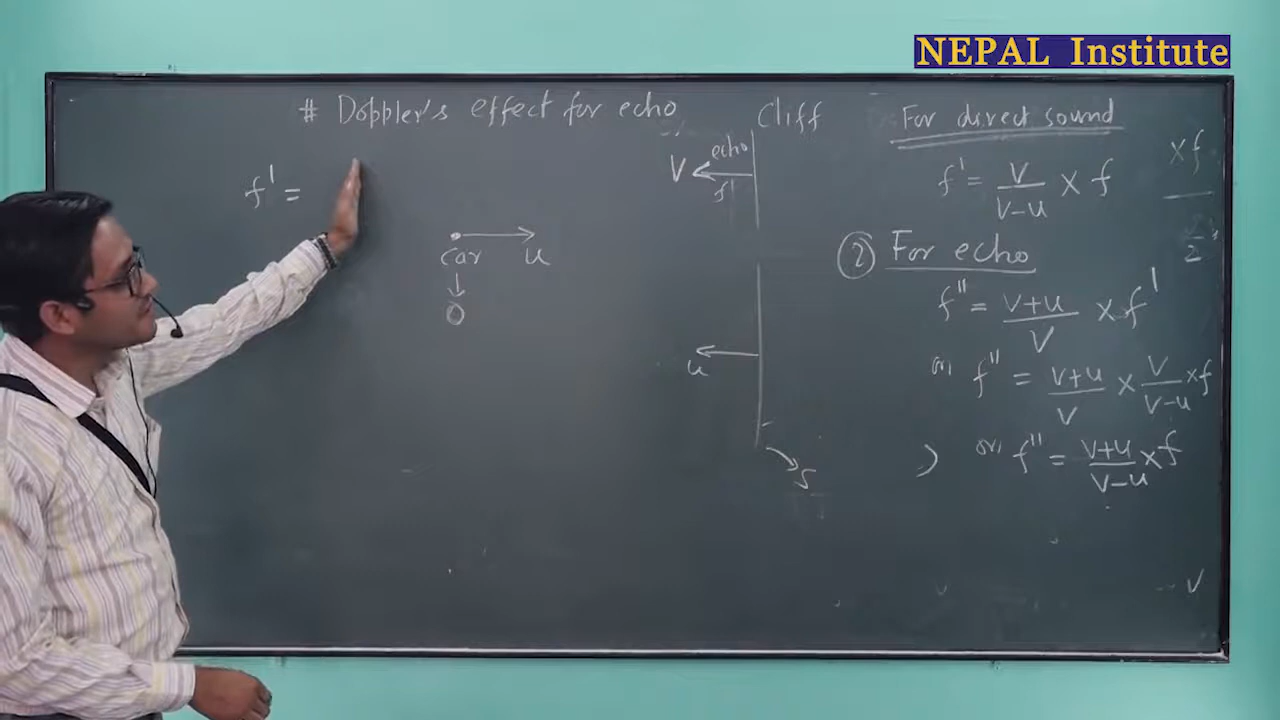 NEPAL Institute
# Doppler's effect for echo
f' =
car
u
O
Cliff
echo
V
f'
u
S
For direct sound
f' = V/V-u × f
② For echo
f'' = V+u/V × f'
or, f'' = V+u/V × V/V-u × f
or, f'' = V+u/V-u × f
×f
V